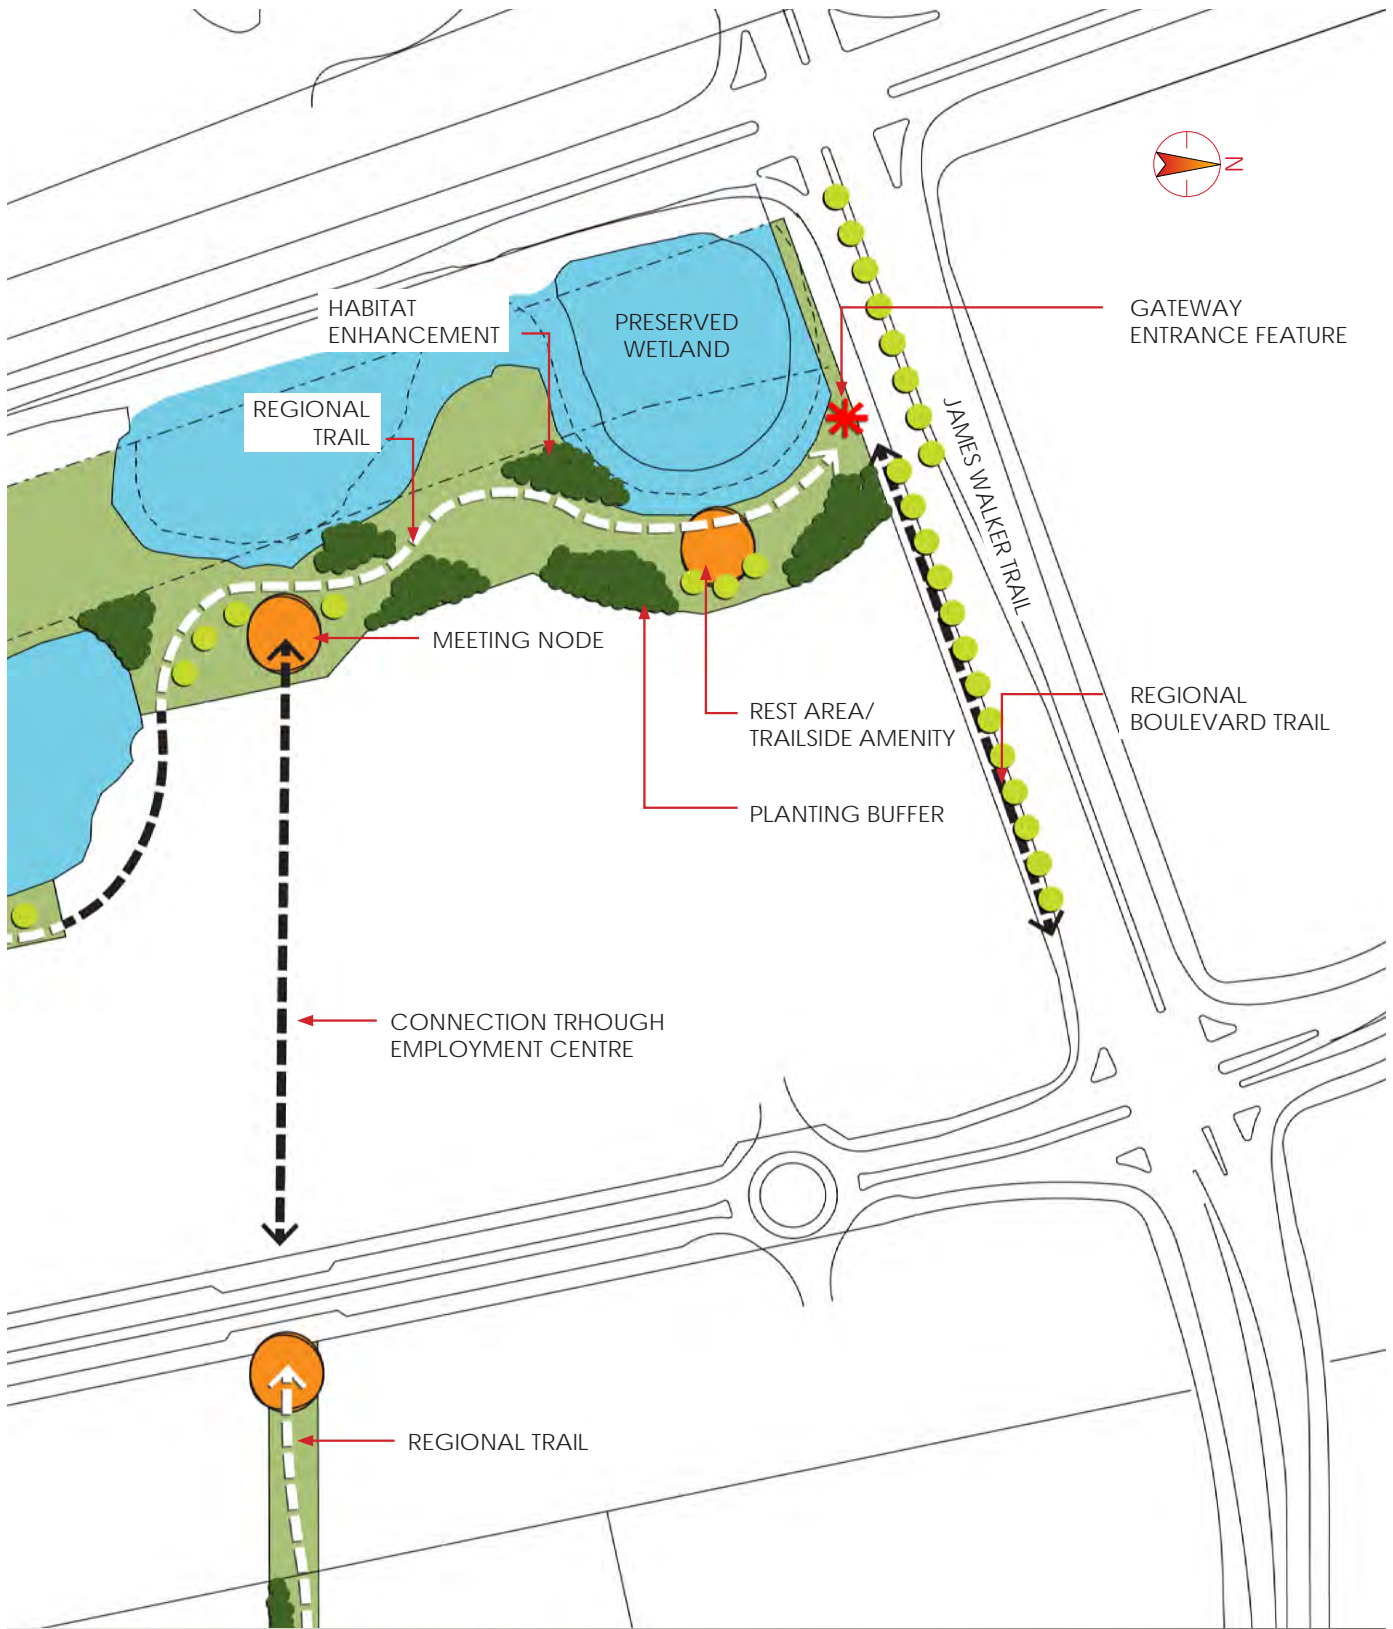 N
HABITAT
ENHANCEMENT
PRESERVED
WETLAND
GATEWAY
ENTRANCE FEATURE
REGIONAL
TRAIL
JAMES WALKER TRAIL
MEETING NODE
REST AREA/
TRAILSIDE AMENITY
REGIONAL
BOULEVARD TRAIL
PLANTING BUFFER
CONNECTION TRHOUGH
EMPLOYMENT CENTRE
REGIONAL TRAIL